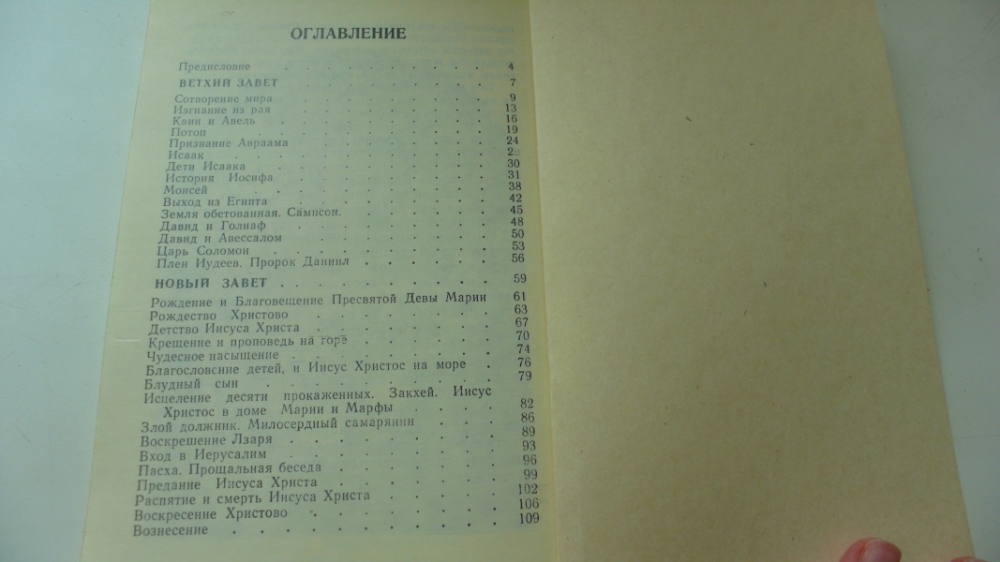 ОГЛАВЛЕНИЕ
Предисловие . . . . . . . . . . 4
ВЕТХИЙ ЗАВЕТ . . . . . . . . . 7
Сотворение мира . . . . . . . . 9
Изгнание из рая . . . . . . . . 13
Каин и Авель . . . . . . . . . 16
Потоп . . . . . . . . . . 19
Призвание Авраама . . . . . . . 24
Исаак . . . . . . . . . .
Дети Исаака . . . . . . . . . 30
История Иосифа . . . . . . . . 31
Моисей . . . . . . . . . . 38
Выход из Египта . . . . . . . . 42
Земля обетованная. Сампсон. . . . . . 45
Давид и Голиаф . . . . . . . . 48
Давид и Авессалом . . . . . . . 50
Царь Соломон . . . . . . . . . 53
Плен Иудеев. Пророк Даниил . . . . . . 56
НОВЫЙ ЗАВЕТ . . . . . . . . . 59
Рождение и Благовещение Пресвятой Девы Марии 61
Рождество Христово . . . . . . . 63
Детство Иисуса Христа . . . . . . . 67
Крещение и проповедь на горе . . . . . 70
Чудесное насыщение . . . . . . . . 74
Благословение детей, и Иисус Христос на море . 76
Блудный сын . . . . . . . . . 79
Исцеление десяти прокаженных. Закхей. Иисус
Христос в доме Марии и Марфы . . . . 82
Злой должник. Милосердный самарянин . . . 86
Воскрешение Лзаря . . . . . . . . 89
Вход в Иерусалим . . . . . . . . 93
Пасха. Прощальная беседа . . . . . . 96
Предание Иисуса Христа . . . . . . 99
Распятие и смерть Иисуса Христа . . . . 102
Воскресение Христово . . . . . . . 106
Вознесение . . . . . . . . . . 109